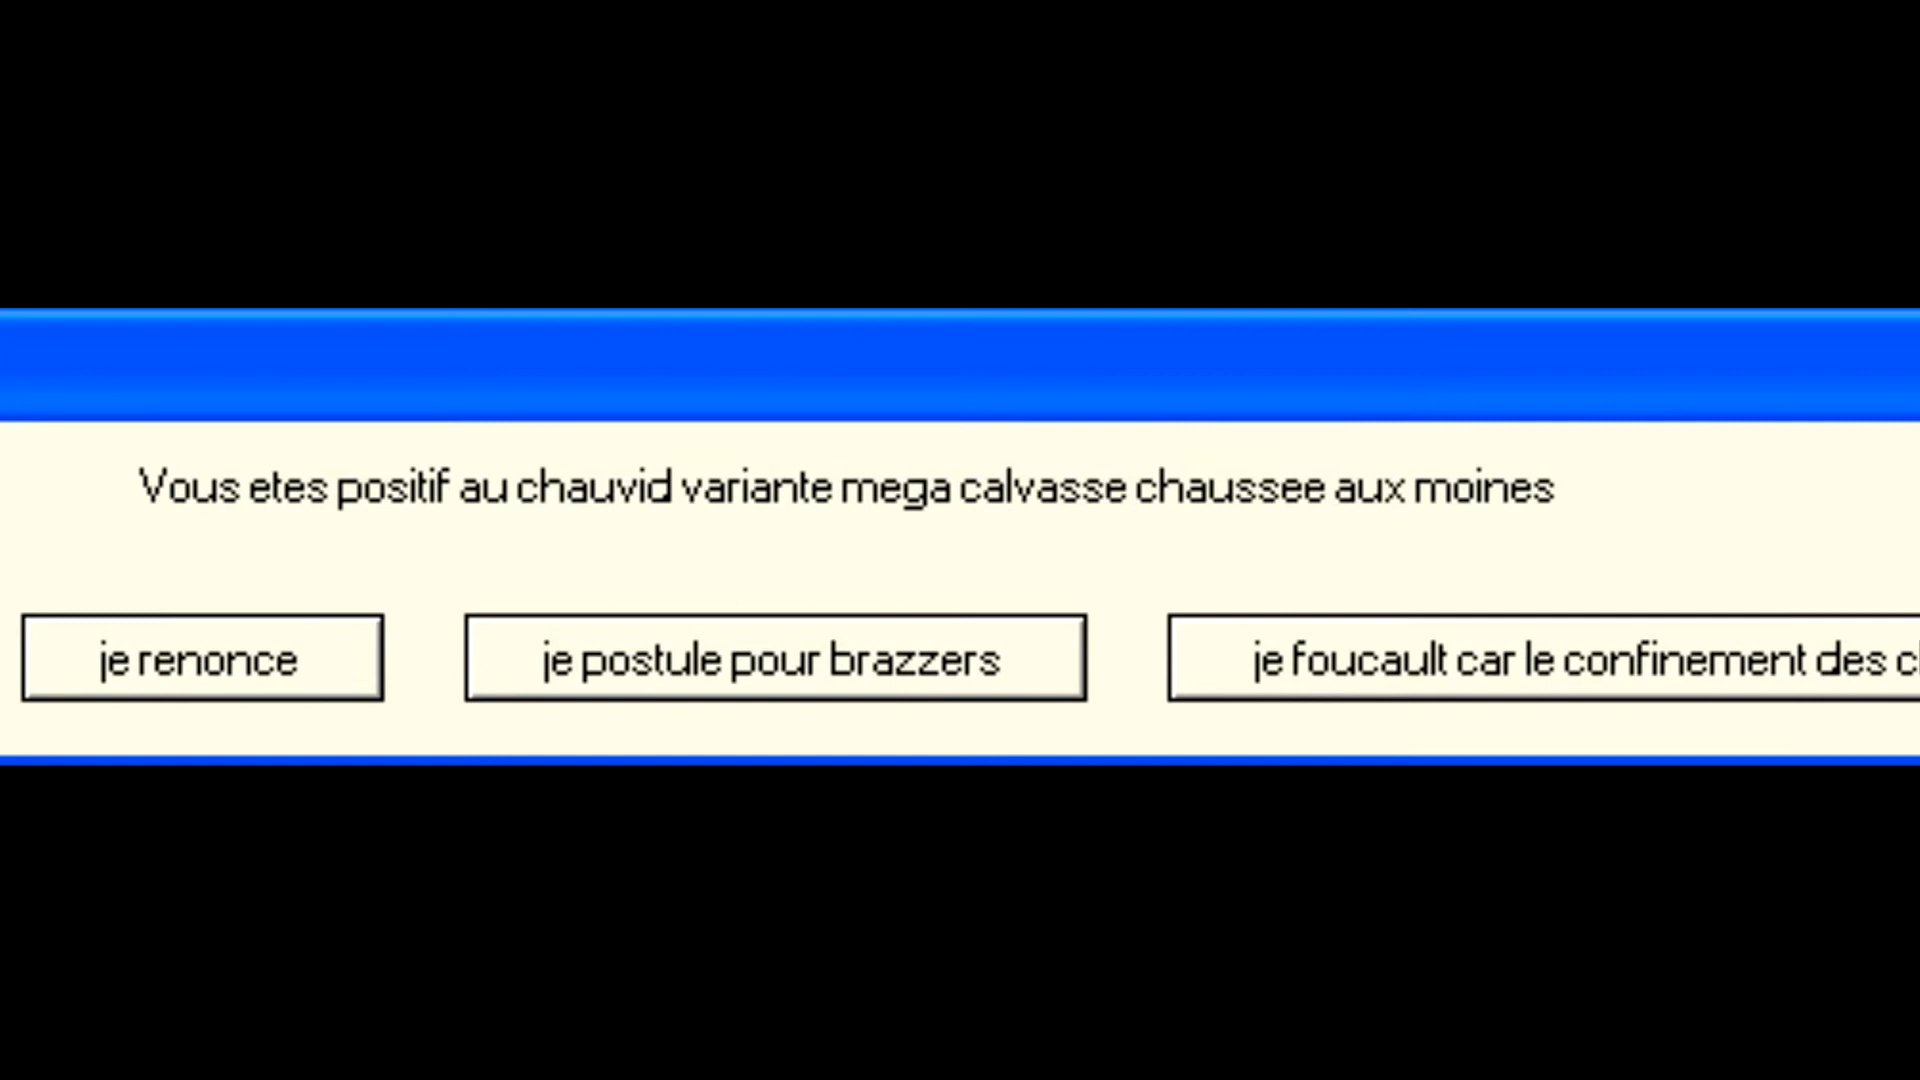 Vous etes positif au chauvid variante mega calvasse chaussee aux moines
je renonce
je postule pour brazzers
je foucault car le confinement des